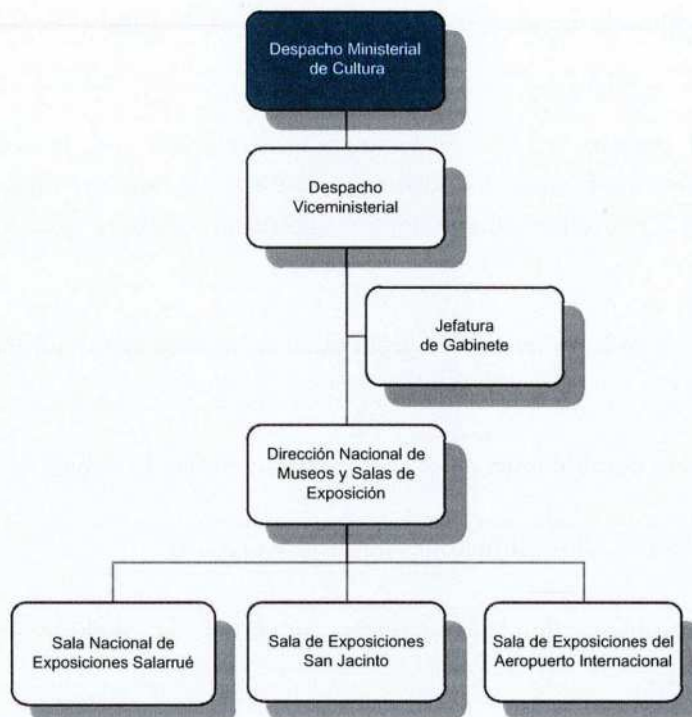 Despacho Ministerial
de Cultura
Despacho
Viceministerial
Jefatura
de Gabinete
Dirección Nacional de
Museos y Salas de
Exposición
Sala Nacional de
Exposiciones Salarrué
Sala de Exposiciones
San Jacinto
Sala de Exposiciones del
Aeropuerto Internacional